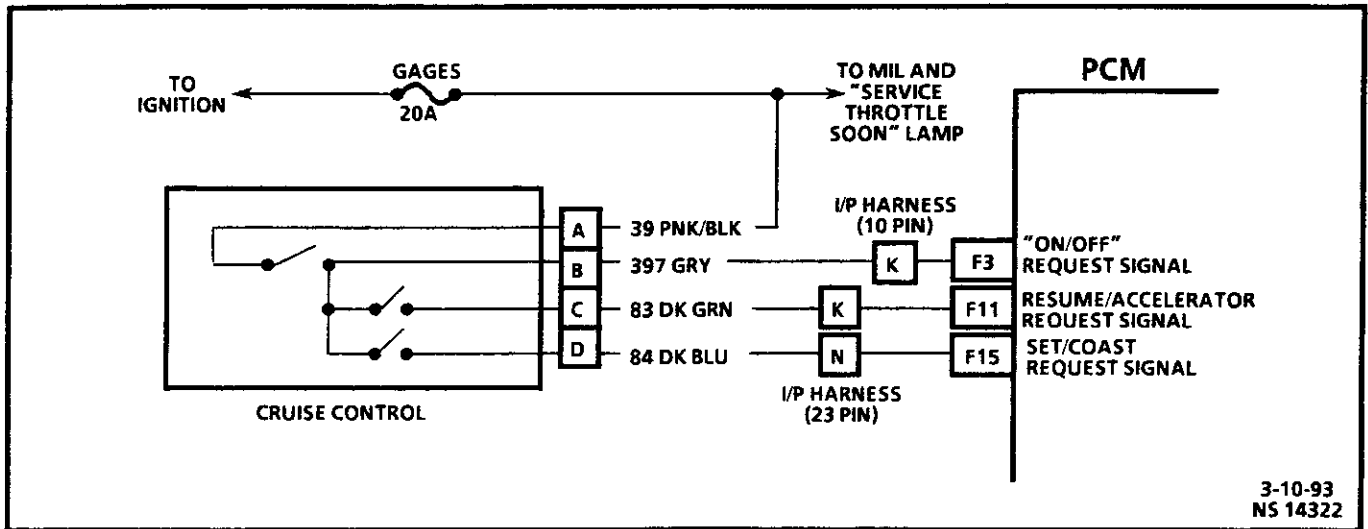 TO
IGNITION
GAGES
20A
TO MIL AND
"SERVICE
THROTTLE
SOON" LAMP
PCM
I/P HARNESS
(10 PIN)
A
39 PNK/BLK
B
397 GRY
K
F3
"ON/OFF"
REQUEST SIGNAL
C
83 DK GRN
K
F11
RESUME/ACCELERATOR
REQUEST SIGNAL
D
84 DK BLU
N
F15
SET/COAST
REQUEST SIGNAL
I/P HARNESS
(23 PIN)
CRUISE CONTROL
3-10-93
NS 14322